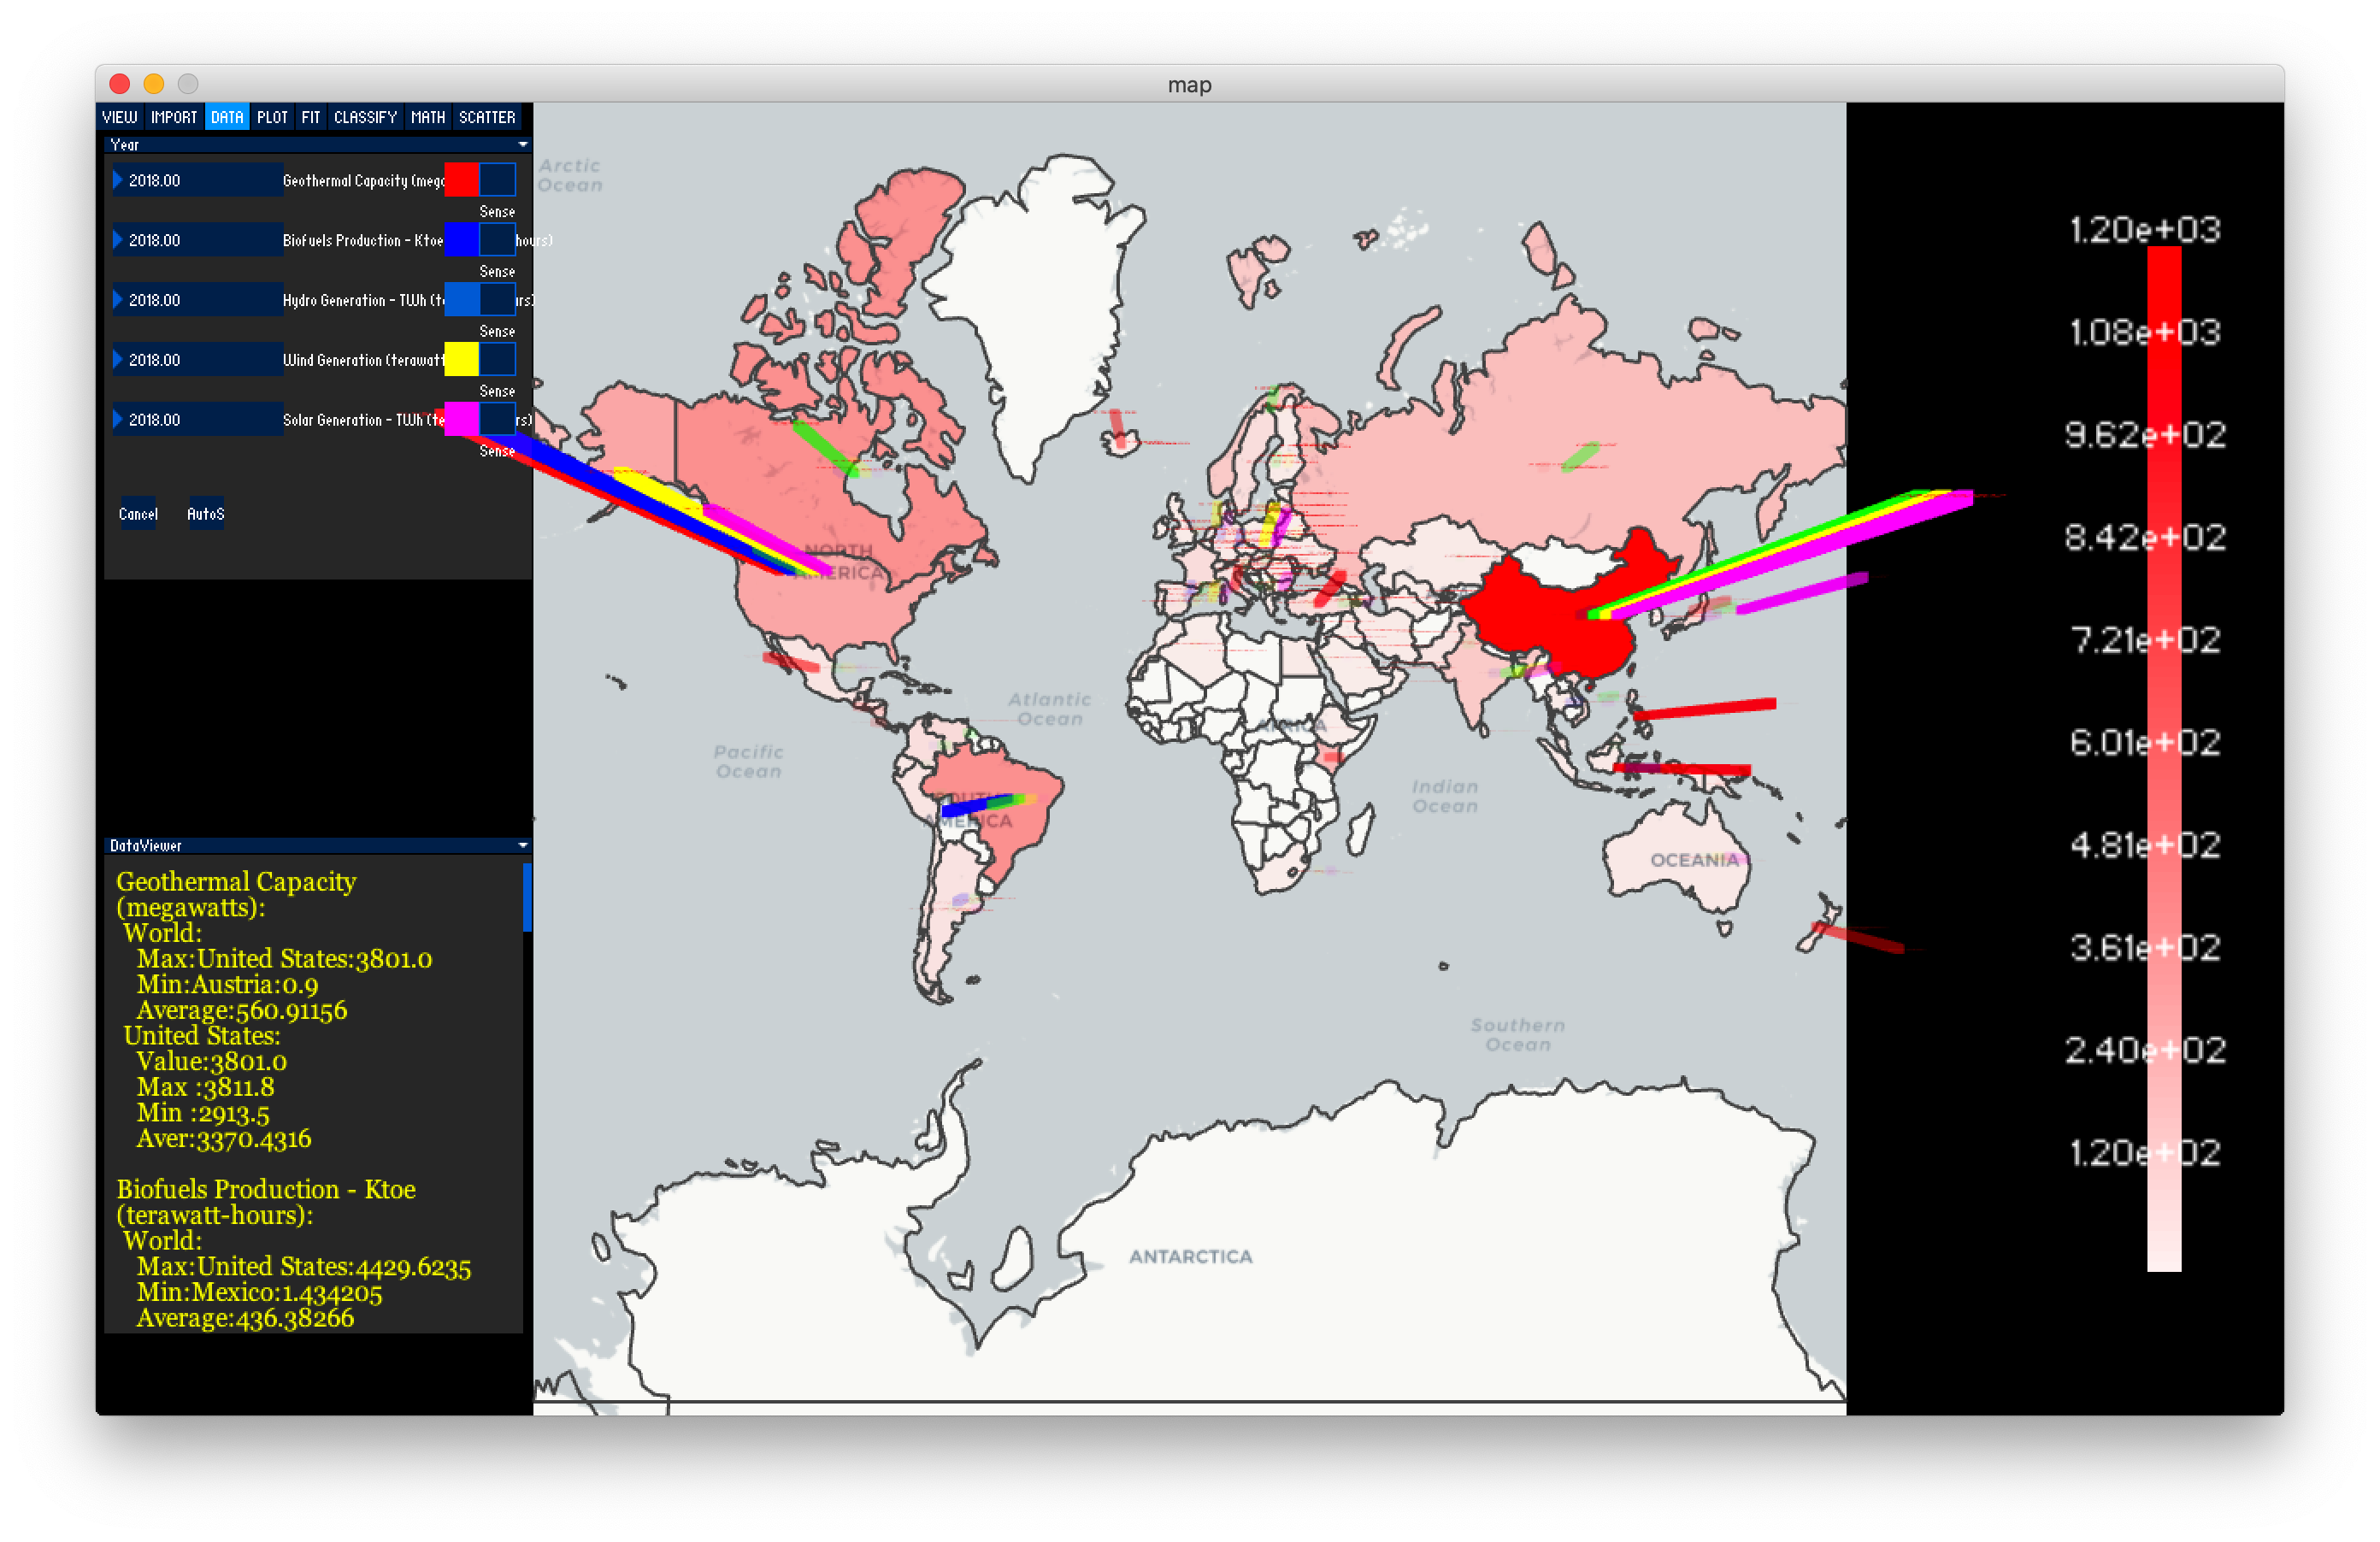 map
VIEW IMPORT DATA PLOT FIT CLASSIFY MATH SCATTER
Year
2018.00 Geothermal Capacity (meg
Sense
2018.00 Biofuels Production - Ktoe hours)
Sense
2018.00 Hydro Generation - TWh (t rs)
Sense
2018.00 Wind Generation (terawatt
Sense
2018.00 Solar Generation - TWh (te rs)
Sense
Cancel AutoS
DataViewer
Geothermal Capacity
(megawatts):
World:
Max:United States:3801.0
Min:Austria:0.9
Average:560.91156
United States:
Value:3801.0
Max :3811.8
Min :2913.5
Aver:3370.4316
Biofuels Production - Ktoe
(terawatt-hours):
World:
Max:United States:4429.6235
Min:Mexico:1.434205
Average:436.38266
Arctic
Ocean
NORTH
AMERICA
Atlantic
Ocean
Pacific
Ocean
SOUTH
AMERICA
AFRICA
Indian
Ocean
OCEANIA
Southern
Ocean
ANTARCTICA
1.20e+03
1.08e+03
9.62e+02
8.42e+02
7.21e+02
6.01e+02
4.81e+02
3.61e+02
2.40e+02
1.20e+02